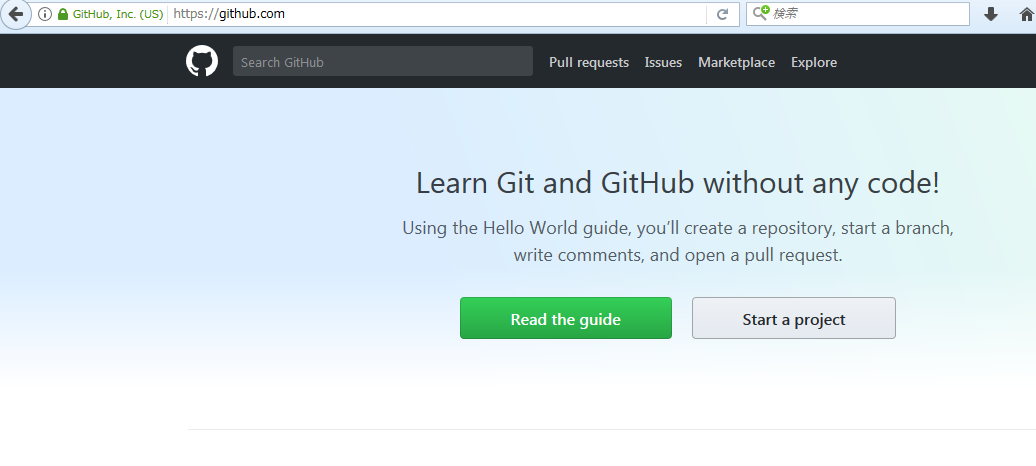 GitHub, Inc. (US) https://github.com 検索
Search GitHub Pull requests Issues Marketplace Explore
Learn Git and GitHub without any code!
Using the Hello World guide, you’ll create a repository, start a branch,
write comments, and open a pull request.
Read the guide Start a project